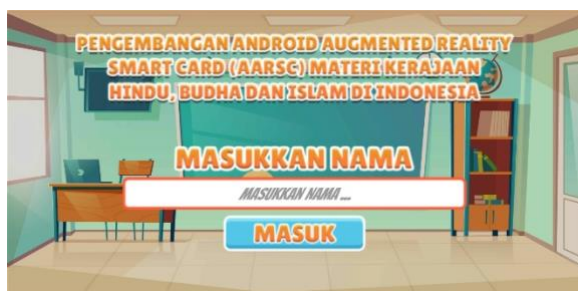 PENGEMBANGAN ANDROID AUGMENTED REALITY
SMART CARD (AARSC) MATERI KERAJAAN
HINDU, BUDHA DAN ISLAM DI INDONESIA
MASUKKAN NAMA
MASUKKAN NAMA ...
MASUK